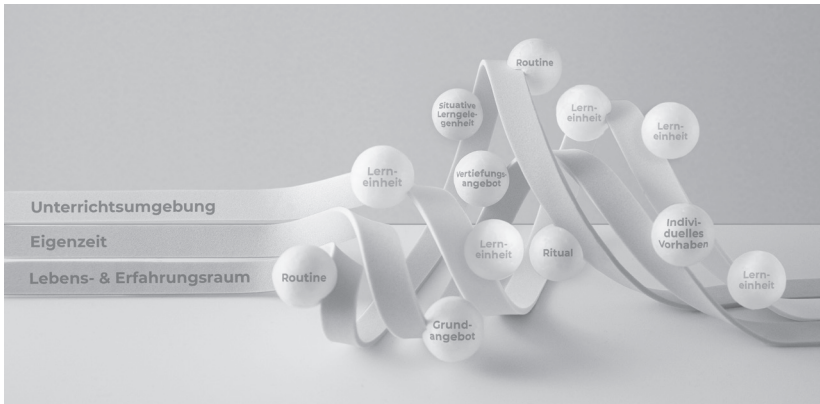 Routine
Situative
Lerngele-
genheit
Lern-
einheit
Lern-
einheit
Lern-
einheit
Vertiefungs-
angebot
Unterrichtsumgebung
Eigenzeit
Lern-
einheit
Ritual
Indivi-
duelles
Vorhaben
Lebens- & Erfahrungsraum
Routine
Lern-
einheit
Grund-
angebot